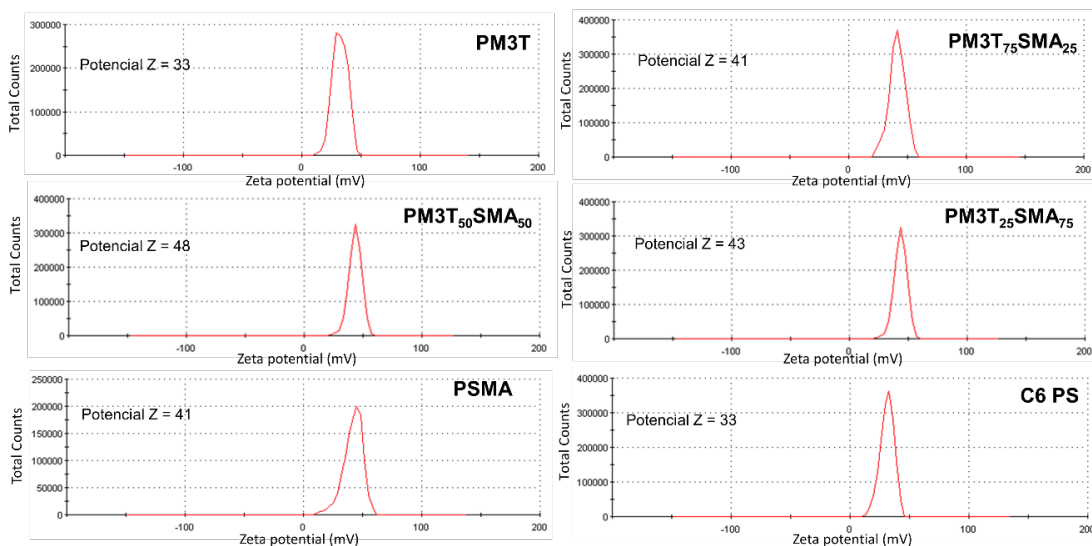 PM3T
Potencial Z = 33
Total Counts
300000
200000
100000
0
-100
0
100
200
Zeta potential (mV)
PM3T₇₅SMA₂₅
Potencial Z = 41
Total Counts
400000
300000
200000
100000
0
-100
0
100
200
Zeta potential (mV)
PM3T₅₀SMA₅₀
Potencial Z = 48
Total Counts
400000
300000
200000
100000
0
-100
0
100
200
Zeta potential (mV)
PM3T₂₅SMA₇₅
Potencial Z = 43
Total Counts
400000
300000
200000
100000
0
-100
0
100
200
Zeta potential (mV)
PSMA
Potencial Z = 41
Total Counts
250000
200000
150000
100000
50000
0
-100
0
100
200
Zeta potential (mV)
C6 PS
Potencial Z = 33
Total Counts
400000
300000
200000
100000
0
-100
0
100
200
Zeta potential (mV)